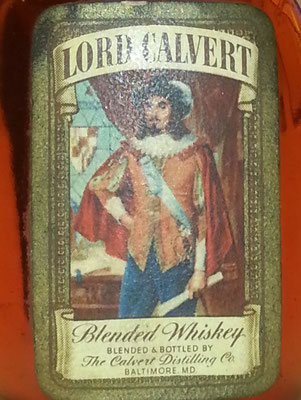 LORD CALVERT
Blended Whiskey
BLENDED & BOTTLED BY
The Calvert Distilling Co.
BALTIMORE, MD